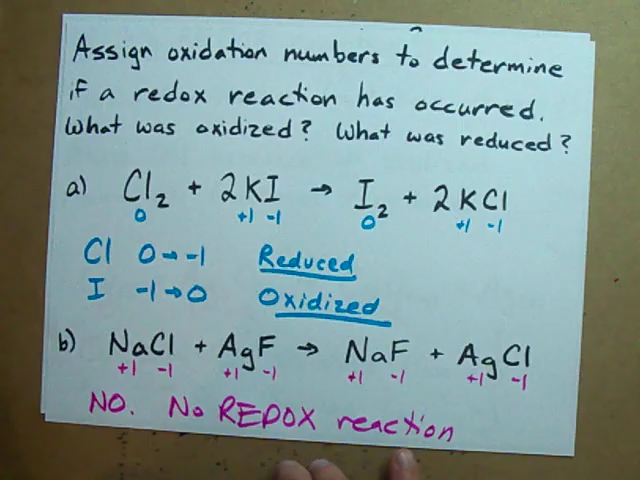 Assign oxidation numbers to determine
if a redox reaction has occurred.
What was oxidized? What was reduced?
a) Cl₂ + 2KI → I₂ + 2KCl
0 +1 -1 0 +1 -1
Cl 0→-1 Reduced
I -1→0 Oxidized
b) NaCl + AgF → NaF + AgCl
+1 -1 +1 -1 +1 -1 +1 -1
NO. No REDOX reaction